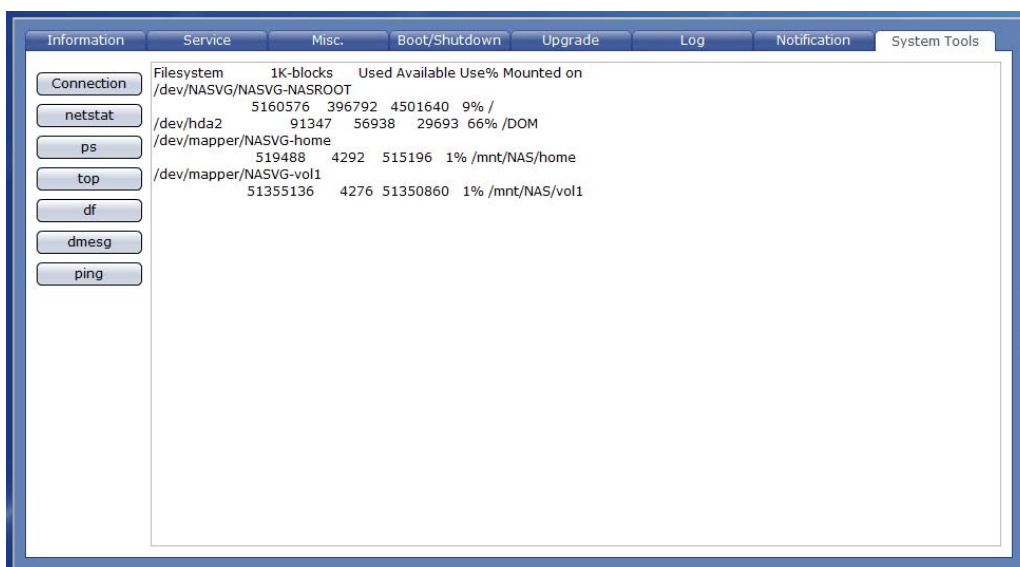 Information Service Misc. Boot/Shutdown Upgrade Log Notification System Tools
Connection
netstat
ps
top
df
dmesg
ping
Filesystem 1K-blocks Used Available Use% Mounted on
/dev/NASVG/NASVG-NASROOT
5160576 396792 4501640 9% /
/dev/hda2 91347 56938 29693 66% /DOM
/dev/mapper/NASVG-home
519488 4292 515196 1% /mnt/NAS/home
/dev/mapper/NASVG-vol1
51355136 4276 51350860 1% /mnt/NAS/vol1